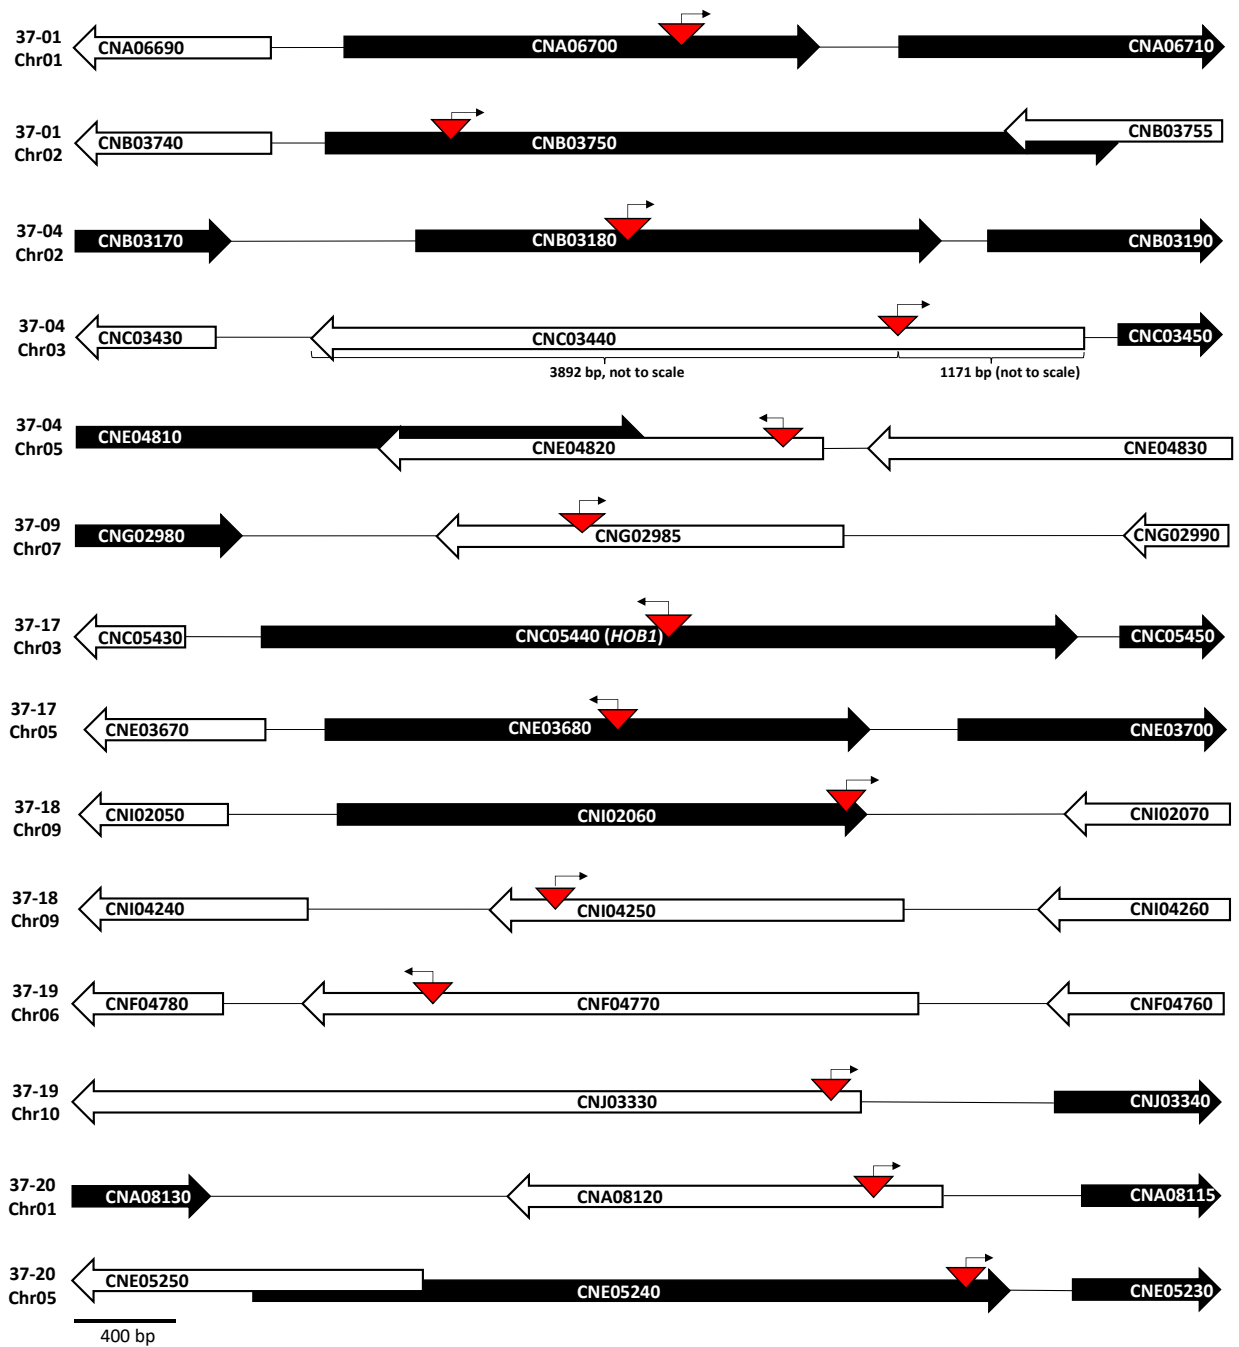 37-01 CNA06690 CNA06700 CNA06710
Chr01
37-01 CNB03740 CNB03750 CNB03755
Chr02
37-04 CNB03170 CNB03180 CNB03190
Chr02
37-04 CNC03430 CNC03440 CNC03450
Chr03
3892 bp, not to scale 1171 bp (not to scale)
37-04 CNE04810 CNE04820 CNE04830
Chr05
37-09 CNG02980 CNG02985 CNG02990
Chr07
37-17 CNC05430 CNC05440 (HOB1) CNC05450
Chr03
37-17 CNE03670 CNE03680 CNE03700
Chr05
37-18 CNI02050 CNI02060 CNI02070
Chr09
37-18 CNI04240 CNI04250 CNI04260
Chr09
37-19 CNF04780 CNF04770 CNF04760
Chr06
37-19 CNJ03330 CNJ03340
Chr10
37-20 CNA08130 CNA08120 CNA08115
Chr01
37-20 CNE05250 CNE05240 CNE05230
Chr05
400 bp